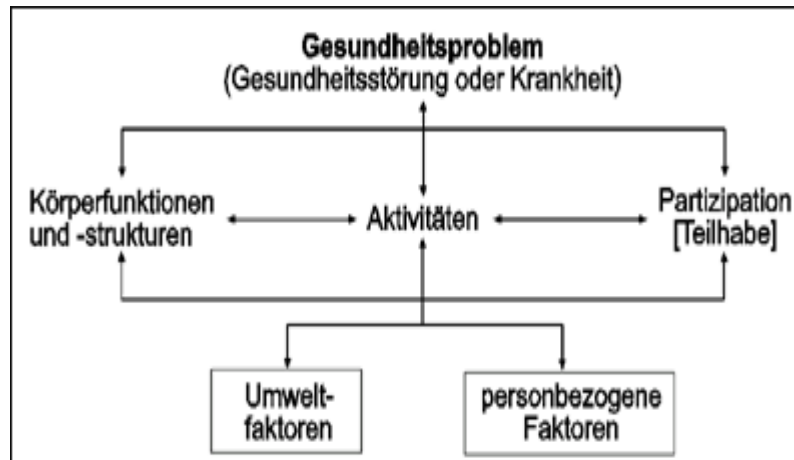 Gesundheitsproblem
(Gesundheitsstörung oder Krankheit)
Körperfunktionen
und -strukturen
Aktivitäten
Partizipation
[Teilhabe]
Umwelt-
faktoren
personbezogene
Faktoren